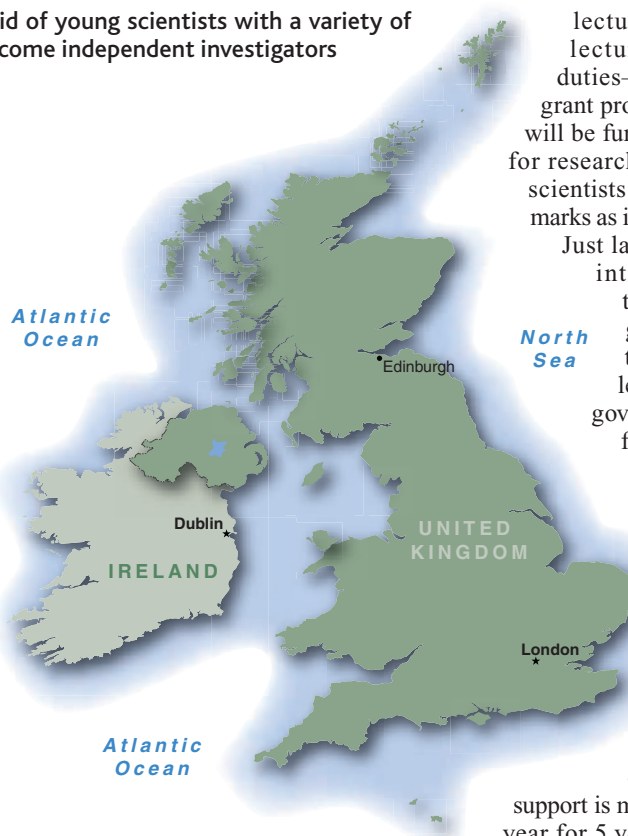 id of young scientists with a variety of
come independent investigators
lectu
lectu
duties–
grant pro
will be fun
for research
scientists
marks as i
Just la
int
t
g
t
l
gov
f
Atlantic
Ocean
North
Sea
Edinburgh
Dublin
IRELAND
UNITED
KINGDOM
London
Atlantic
Ocean
support is m
year for 5 y